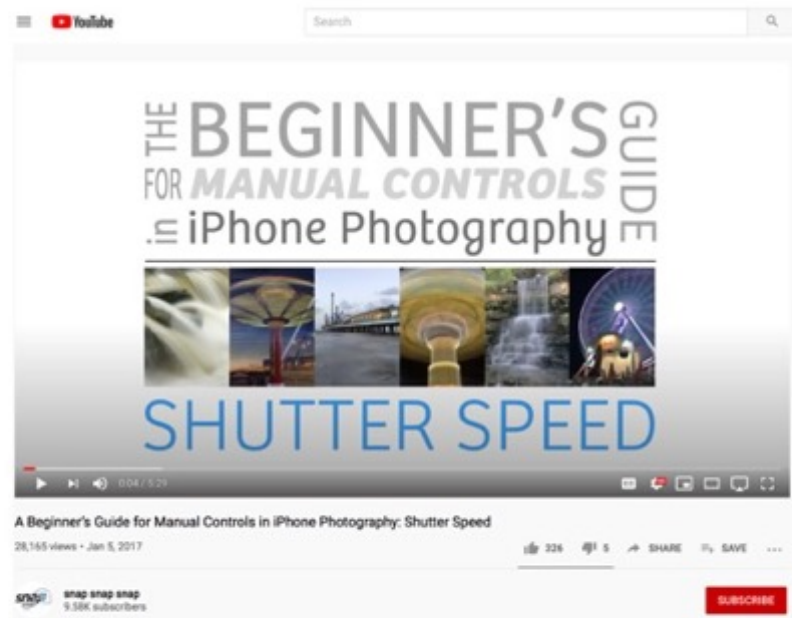 YouTube
Search
THE BEGINNER'S GUIDE
FOR MANUAL CONTROLS
in iPhone Photography
SHUTTER SPEED
0:04 / 5:29
A Beginner's Guide for Manual Controls in iPhone Photography: Shutter Speed
28,165 views • Jan 5, 2017
326 5 SHARE SAVE
snap snap snap
9.58K subscribers
SUBSCRIBE